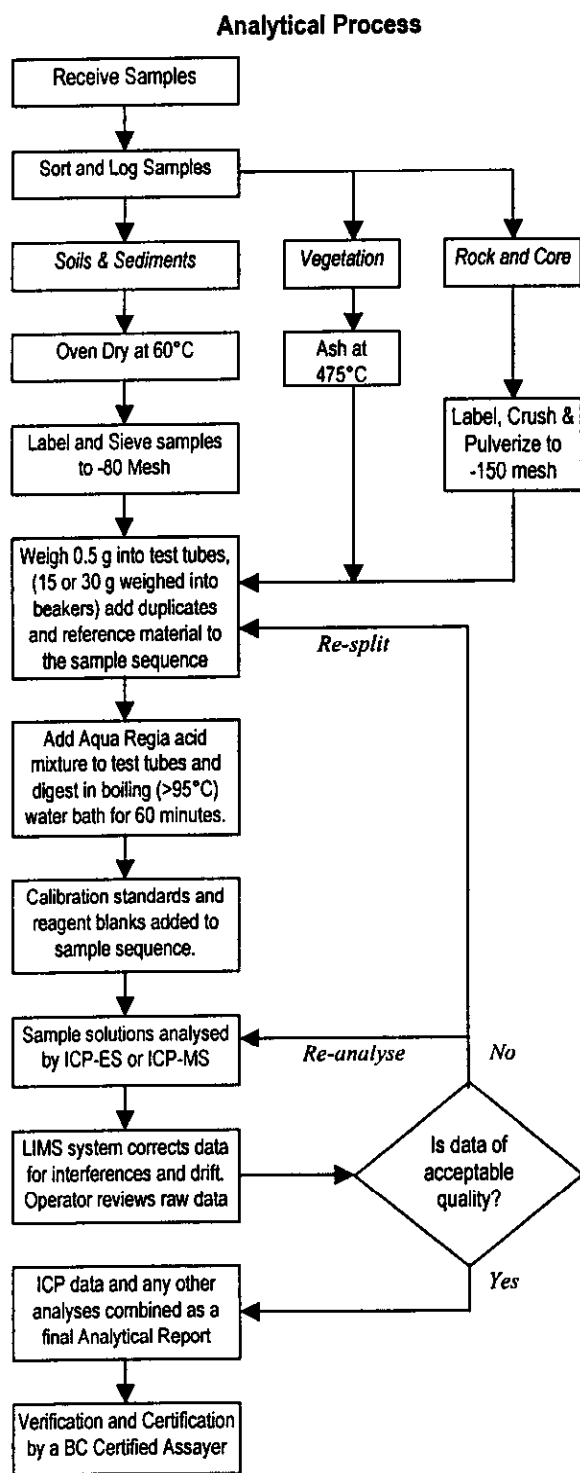 Analytical Process
Receive Samples
Sort and Log Samples
Soils & Sediments
Vegetation
Rock and Core
Oven Dry at 60°C
Ash at
475°C
Label and Sieve samples
to -80 Mesh
Label, Crush &
Pulverize to
-150 mesh
Weigh 0.5 g into test tubes,
(15 or 30 g weighed into
beakers) add duplicates
and reference material to
the sample sequence
Re-split
Add Aqua Regia acid
mixture to test tubes and
digest in boiling (>95°C)
water bath for 60 minutes.
Calibration standards and
reagent blanks added to
sample sequence.
Sample solutions analysed
by ICP-ES or ICP-MS
Re-analyse
No
LIMS system corrects data
for interferences and drift.
Operator reviews raw data
Is data of
acceptable
quality?
Yes
ICP data and any other
analyses combined as a
final Analytical Report
Verification and Certification
by a BC Certified Assayer